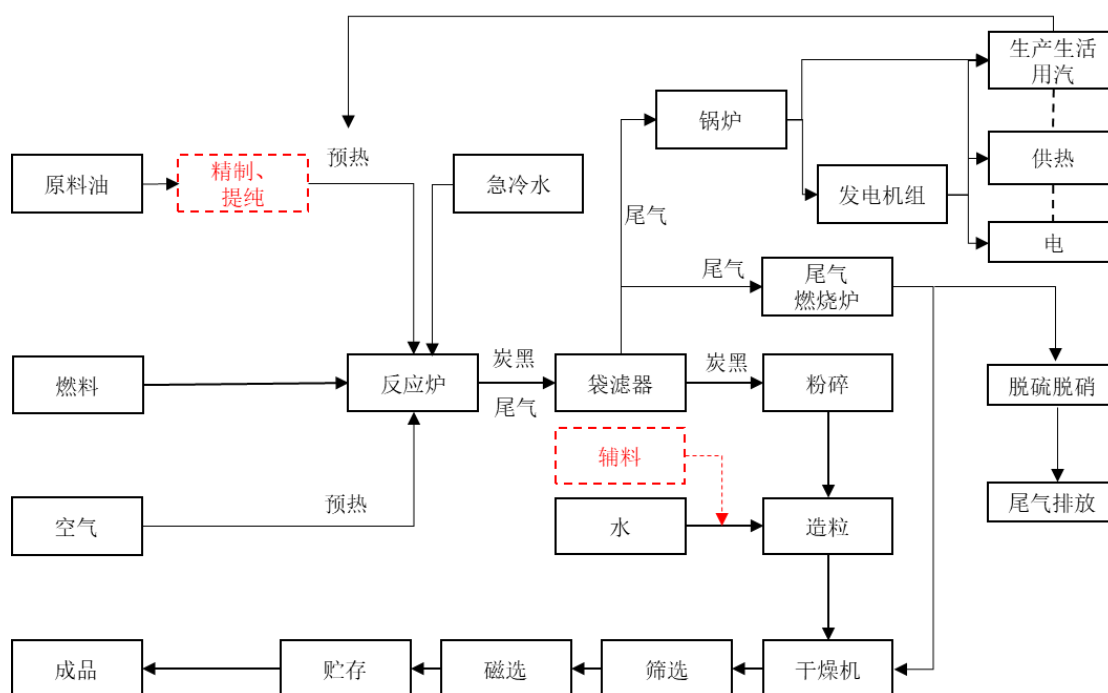 生产生活
用汽
锅炉
预热
原料油
精制、
提纯
急冷水
供热
发电机组
尾气
电
尾气
尾气
燃烧炉
炭黑
炭黑
燃料
反应炉
袋滤器
粉碎
脱硫脱硝
尾气
辅料
预热
空气
水
造粒
尾气排放
成品
贮存
磁选
筛选
干燥机